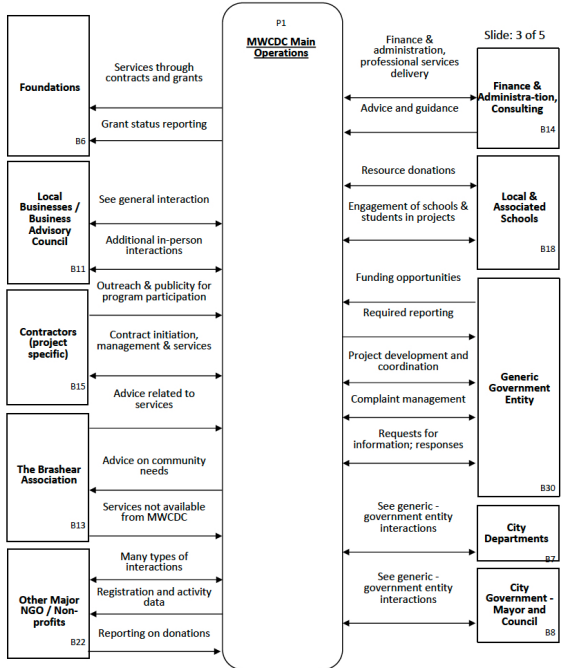 P1
MWCDC Main
Operations
Slide: 3 of 5
Foundations
B6
Services through
contracts and grants
Grant status reporting
Local
Businesses /
Business
Advisory
Council
B11
See general interaction
Additional in-person
interactions
Contractors
(project
specific)
B15
Outreach & publicity for
program participation
Contract initiation,
management & services
Advice related to
services
The Brashear
Association
B13
Advice on community
needs
Services not available
from MWCDC
Other Major
NGO / Non-
profits
B22
Many types of
interactions
Registration and activity
data
Reporting on donations
Finance &
administration,
professional services
delivery
Advice and guidance
Finance &
Administra-tion,
Consulting
B14
Resource donations
Engagement of schools &
students in projects
Local &
Associated
Schools
B18
Funding opportunities
Required reporting
Project development and
coordination
Complaint management
Requests for
information; responses
Generic
Government
Entity
B30
See generic -
government entity
interactions
City
Departments
B7
See generic -
government entity
interactions
City
Government -
Mayor and
Council
B8